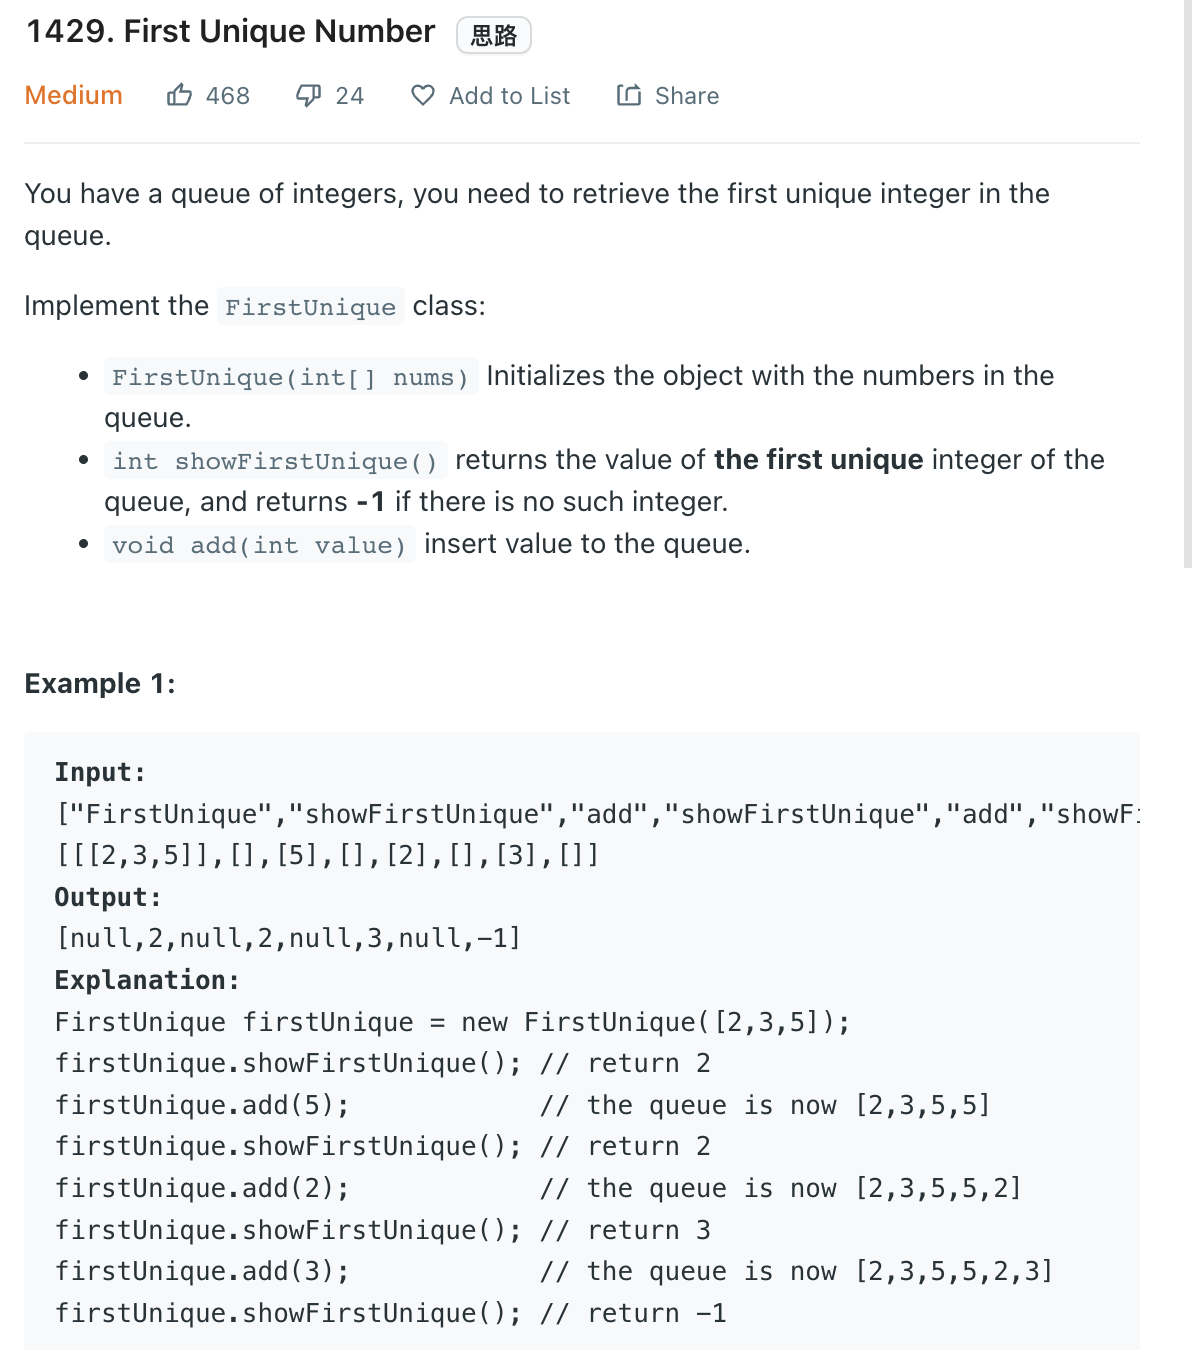 1429. First Unique Number 思路
Medium 468 24 Add to List Share
You have a queue of integers, you need to retrieve the first unique integer in the
queue.
Implement the FirstUnique class:
• FirstUnique(int[] nums) Initializes the object with the numbers in the
queue.
• int showFirstUnique() returns the value of the first unique integer of the
queue, and returns -1 if there is no such integer.
• void add(int value) insert value to the queue.
Example 1:
Input:
["FirstUnique","showFirstUnique","add","showFirstUnique","add","showFi
[[[2,3,5]],[],[5],[],[2],[],[3],[]]
Output:
[null,2,null,2,null,3,null,-1]
Explanation:
FirstUnique firstUnique = new FirstUnique([2,3,5]);
firstUnique.showFirstUnique(); // return 2
firstUnique.add(5);            // the queue is now [2,3,5,5]
firstUnique.showFirstUnique(); // return 2
firstUnique.add(2);            // the queue is now [2,3,5,5,2]
firstUnique.showFirstUnique(); // return 3
firstUnique.add(3);            // the queue is now [2,3,5,5,2,3]
firstUnique.showFirstUnique(); // return -1